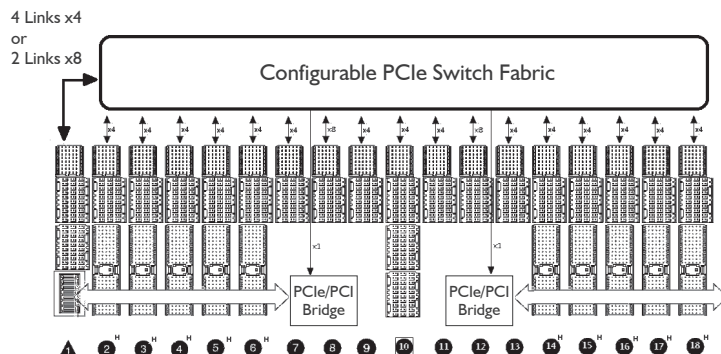 4 Links x4
or
2 Links x8
Configurable PCIe Switch Fabric
x4 x4 x4 x4 x4 x4 x8 x4 x4 x4 x8 x4 x4 x4 x4 x4 x4
x1 x1
PCIe/PCI
Bridge
PCIe/PCI
Bridge
1 2 H 3 H 4 H 5 H 6 H 7 8 9 10 11 12 13 14 H 15 H 16 H 17 H 18 H